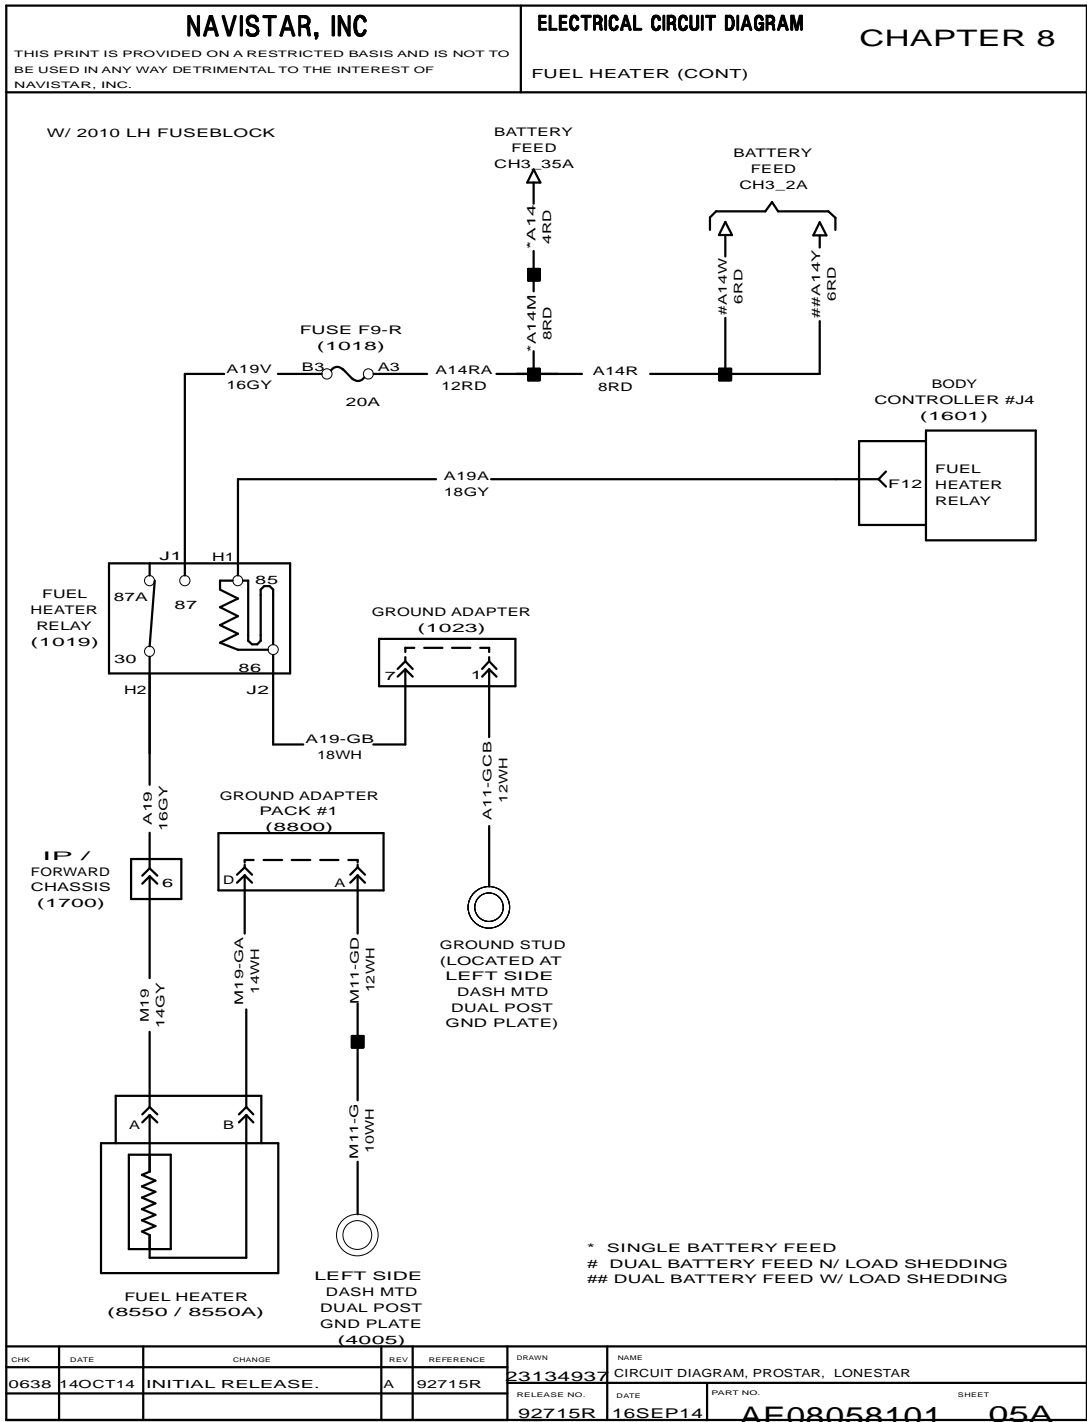 NAVISTAR, INC
THIS PRINT IS PROVIDED ON A RESTRICTED BASIS AND IS NOT TO
BE USED IN ANY WAY DETRIMENTAL TO THE INTEREST OF
NAVISTAR, INC.
ELECTRICAL CIRCUIT DIAGRAM
CHAPTER 8
FUEL HEATER (CONT)
W/ 2010 LH FUSEBLOCK
BATTERY
FEED
CH3_35A
BATTERY
FEED
CH3_2A
*A14
4RD
*A14M
8RD
#A14W
6RD
##A14Y
6RD
FUSE F9-R
(1018)
A19V
16GY
B3
A3
20A
A14RA
12RD
A14R
8RD
BODY
CONTROLLER #J4
(1601)
A19A
18GY
F12
FUEL
HEATER
RELAY
J1
H1
FUEL
HEATER
RELAY
(1019)
87A
87
85
30
86
H2
J2
GROUND ADAPTER
(1023)
7
1
A19-GB
18WH
A11-GCB
12WH
A19
16GY
GROUND ADAPTER
PACK #1
(8800)
D
A
IP /
FORWARD
CHASSIS
(1700)
6
GROUND STUD
(LOCATED AT
LEFT SIDE
DASH MTD
DUAL POST
GND PLATE)
M19
14GY
M19-GA
14WH
M11-GD
12WH
M11-G
10WH
A
B
FUEL HEATER
(8550 / 8550A)
LEFT SIDE
DASH MTD
DUAL POST
GND PLATE
(4005)
* SINGLE BATTERY FEED
# DUAL BATTERY FEED N/ LOAD SHEDDING
## DUAL BATTERY FEED W/ LOAD SHEDDING
CHK DATE CHANGE REV REFERENCE
0638 14OCT14 INITIAL RELEASE. A 92715R
DRAWN
23134937
NAME
CIRCUIT DIAGRAM, PROSTAR, LONESTAR
RELEASE NO.
92715R
DATE
16SEP14
PART NO.
AF08058101
SHEET
05A